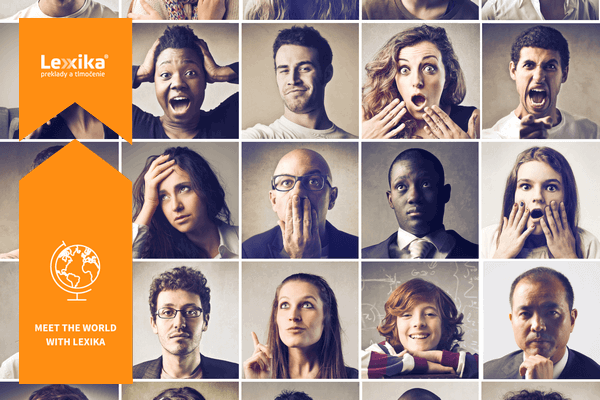 Lexika®
preklady a tlmočenie
MEET THE WORLD
WITH LEXIKA